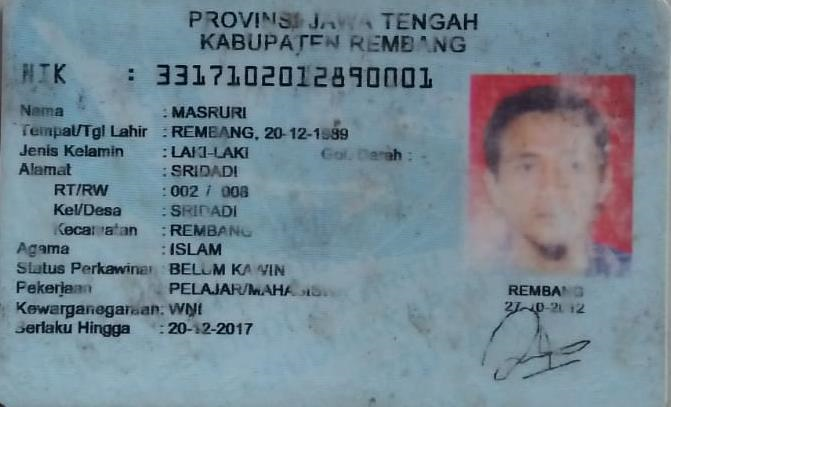 PROVINSI JAWA TENGAH
KABUPATEN REMBANG
NIK : 3317102012890001
Nama : MASRURI
Tempat/Tgl Lahir : REMBANG, 20-12-1989
Jenis Kelamin : LAKI-LAKI Gol. Darah : -
Alamat : SRIDADI
RT/RW : 002 / 008
Kel/Desa : SRIDADI
Kecamatan : REMBANG
Agama : ISLAM
Status Perkawinan : BELUM KAWIN
Pekerjaan PELAJAR/MAHASISWA
Kewarganegaraan: WNI
Berlaku Hingga : 20-12-2017
REMBANG
27-10-2012